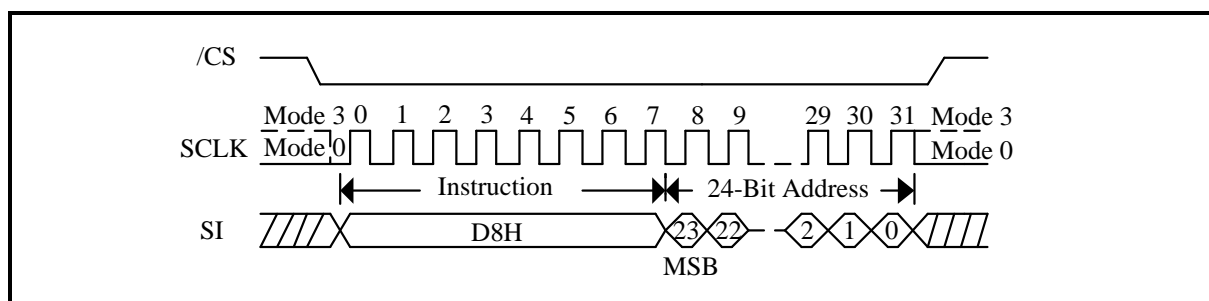 /CS
Mode 3 0 1 2 3 4 5 6 7 8 9 29 30 31 Mode 3
SCLK Mode 0 Mode 0
Instruction 24-Bit Address
SI D8H 23 22 2 1 0
MSB